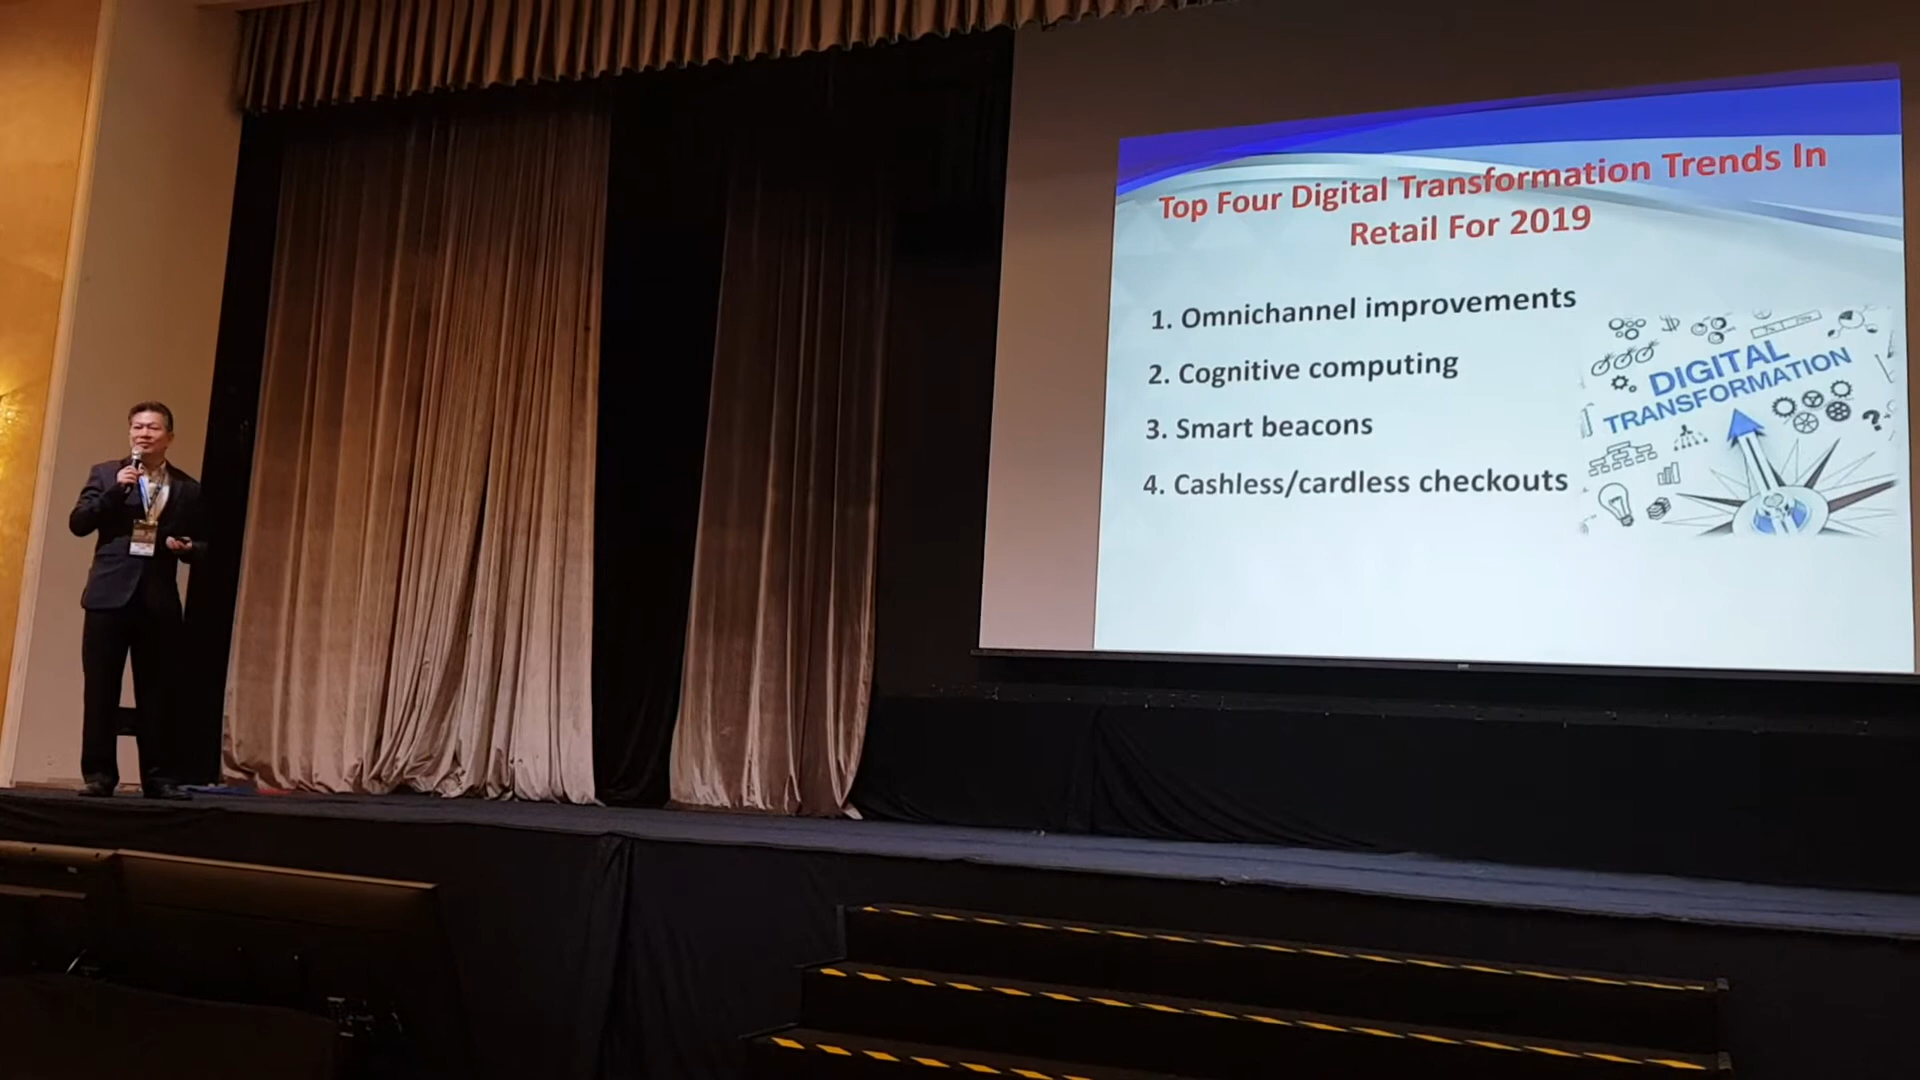 Top Four Digital Transformation Trends In
Retail For 2019
1. Omnichannel improvements
2. Cognitive computing
3. Smart beacons
4. Cashless/cardless checkouts
DIGITAL
TRANSFORMATION
?